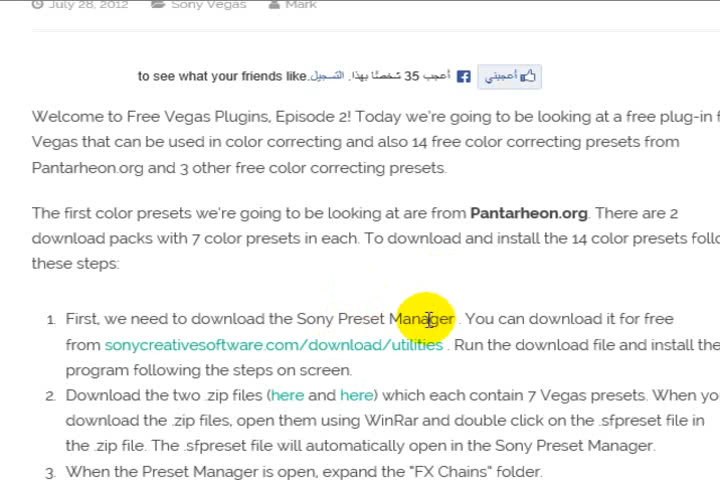 July 28, 2012 Sony Vegas Mark
to see what your friends like. التسجيل. أعجب 35 شخصًا بهذا. أعجبني
Welcome to Free Vegas Plugins, Episode 2! Today we're going to be looking at a free plug-in f
Vegas that can be used in color correcting and also 14 free color correcting presets from
Pantarheon.org and 3 other free color correcting presets.
The first color presets we're going to be looking at are from Pantarheon.org. There are 2
download packs with 7 color presets in each. To download and install the 14 color presets follo
these steps:
1. First, we need to download the Sony Preset Manager . You can download it for free
from sonycreativesoftware.com/download/utilities . Run the download file and install the
program following the steps on screen.
2. Download the two .zip files (here and here) which each contain 7 Vegas presets. When yo
download the .zip files, open them using WinRar and double click on the .sfpreset file in
the .zip file. The .sfpreset file will automatically open in the Sony Preset Manager.
3. When the Preset Manager is open, expand the "FX Chains" folder.